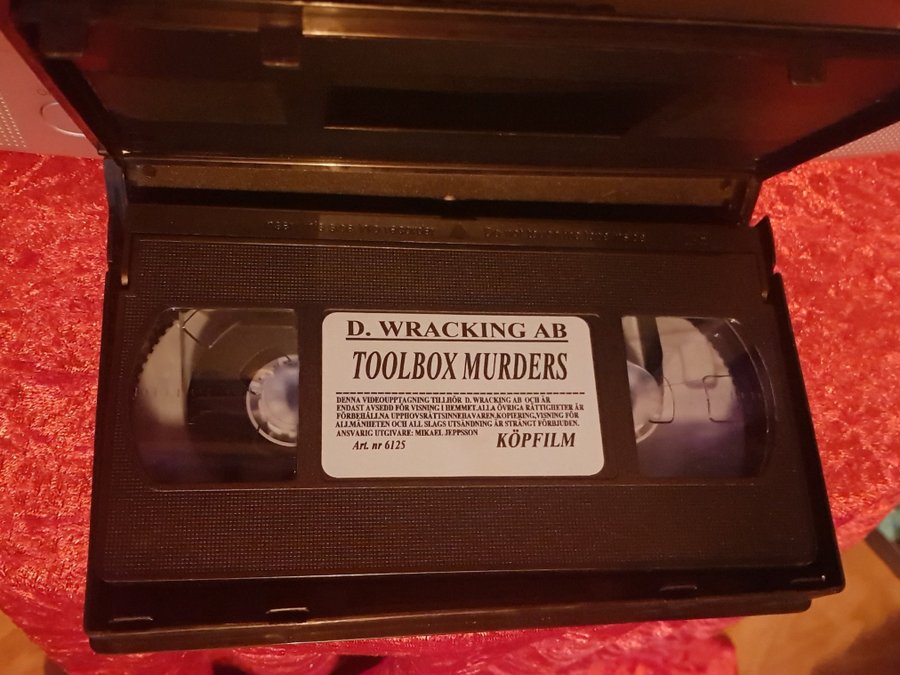 D. WRACKING AB
TOOLBOX MURDERS
DENNA VIDEOUPPTAGNING TILLHÖR D. WRACKING AB OCH ÄR
ENDAST AVSEDD FÖR VISNING I HEMMET.ALLA ÖVRIGA RÄTTIGHETER ÄR
FÖRBEHÅLLNA UPPHOVSRÄTTSINNEHAVAREN.KOPIERING,VISNING FÖR
ALLMÄNHETEN OCH ALL SLAGS UTSÄNDNING ÄR STRÄNGT FÖRBJUDEN.
ANSVARIG UTGIVARE: MIKAEL JEPPSSON
Art. nr 6125 KÖPFILM